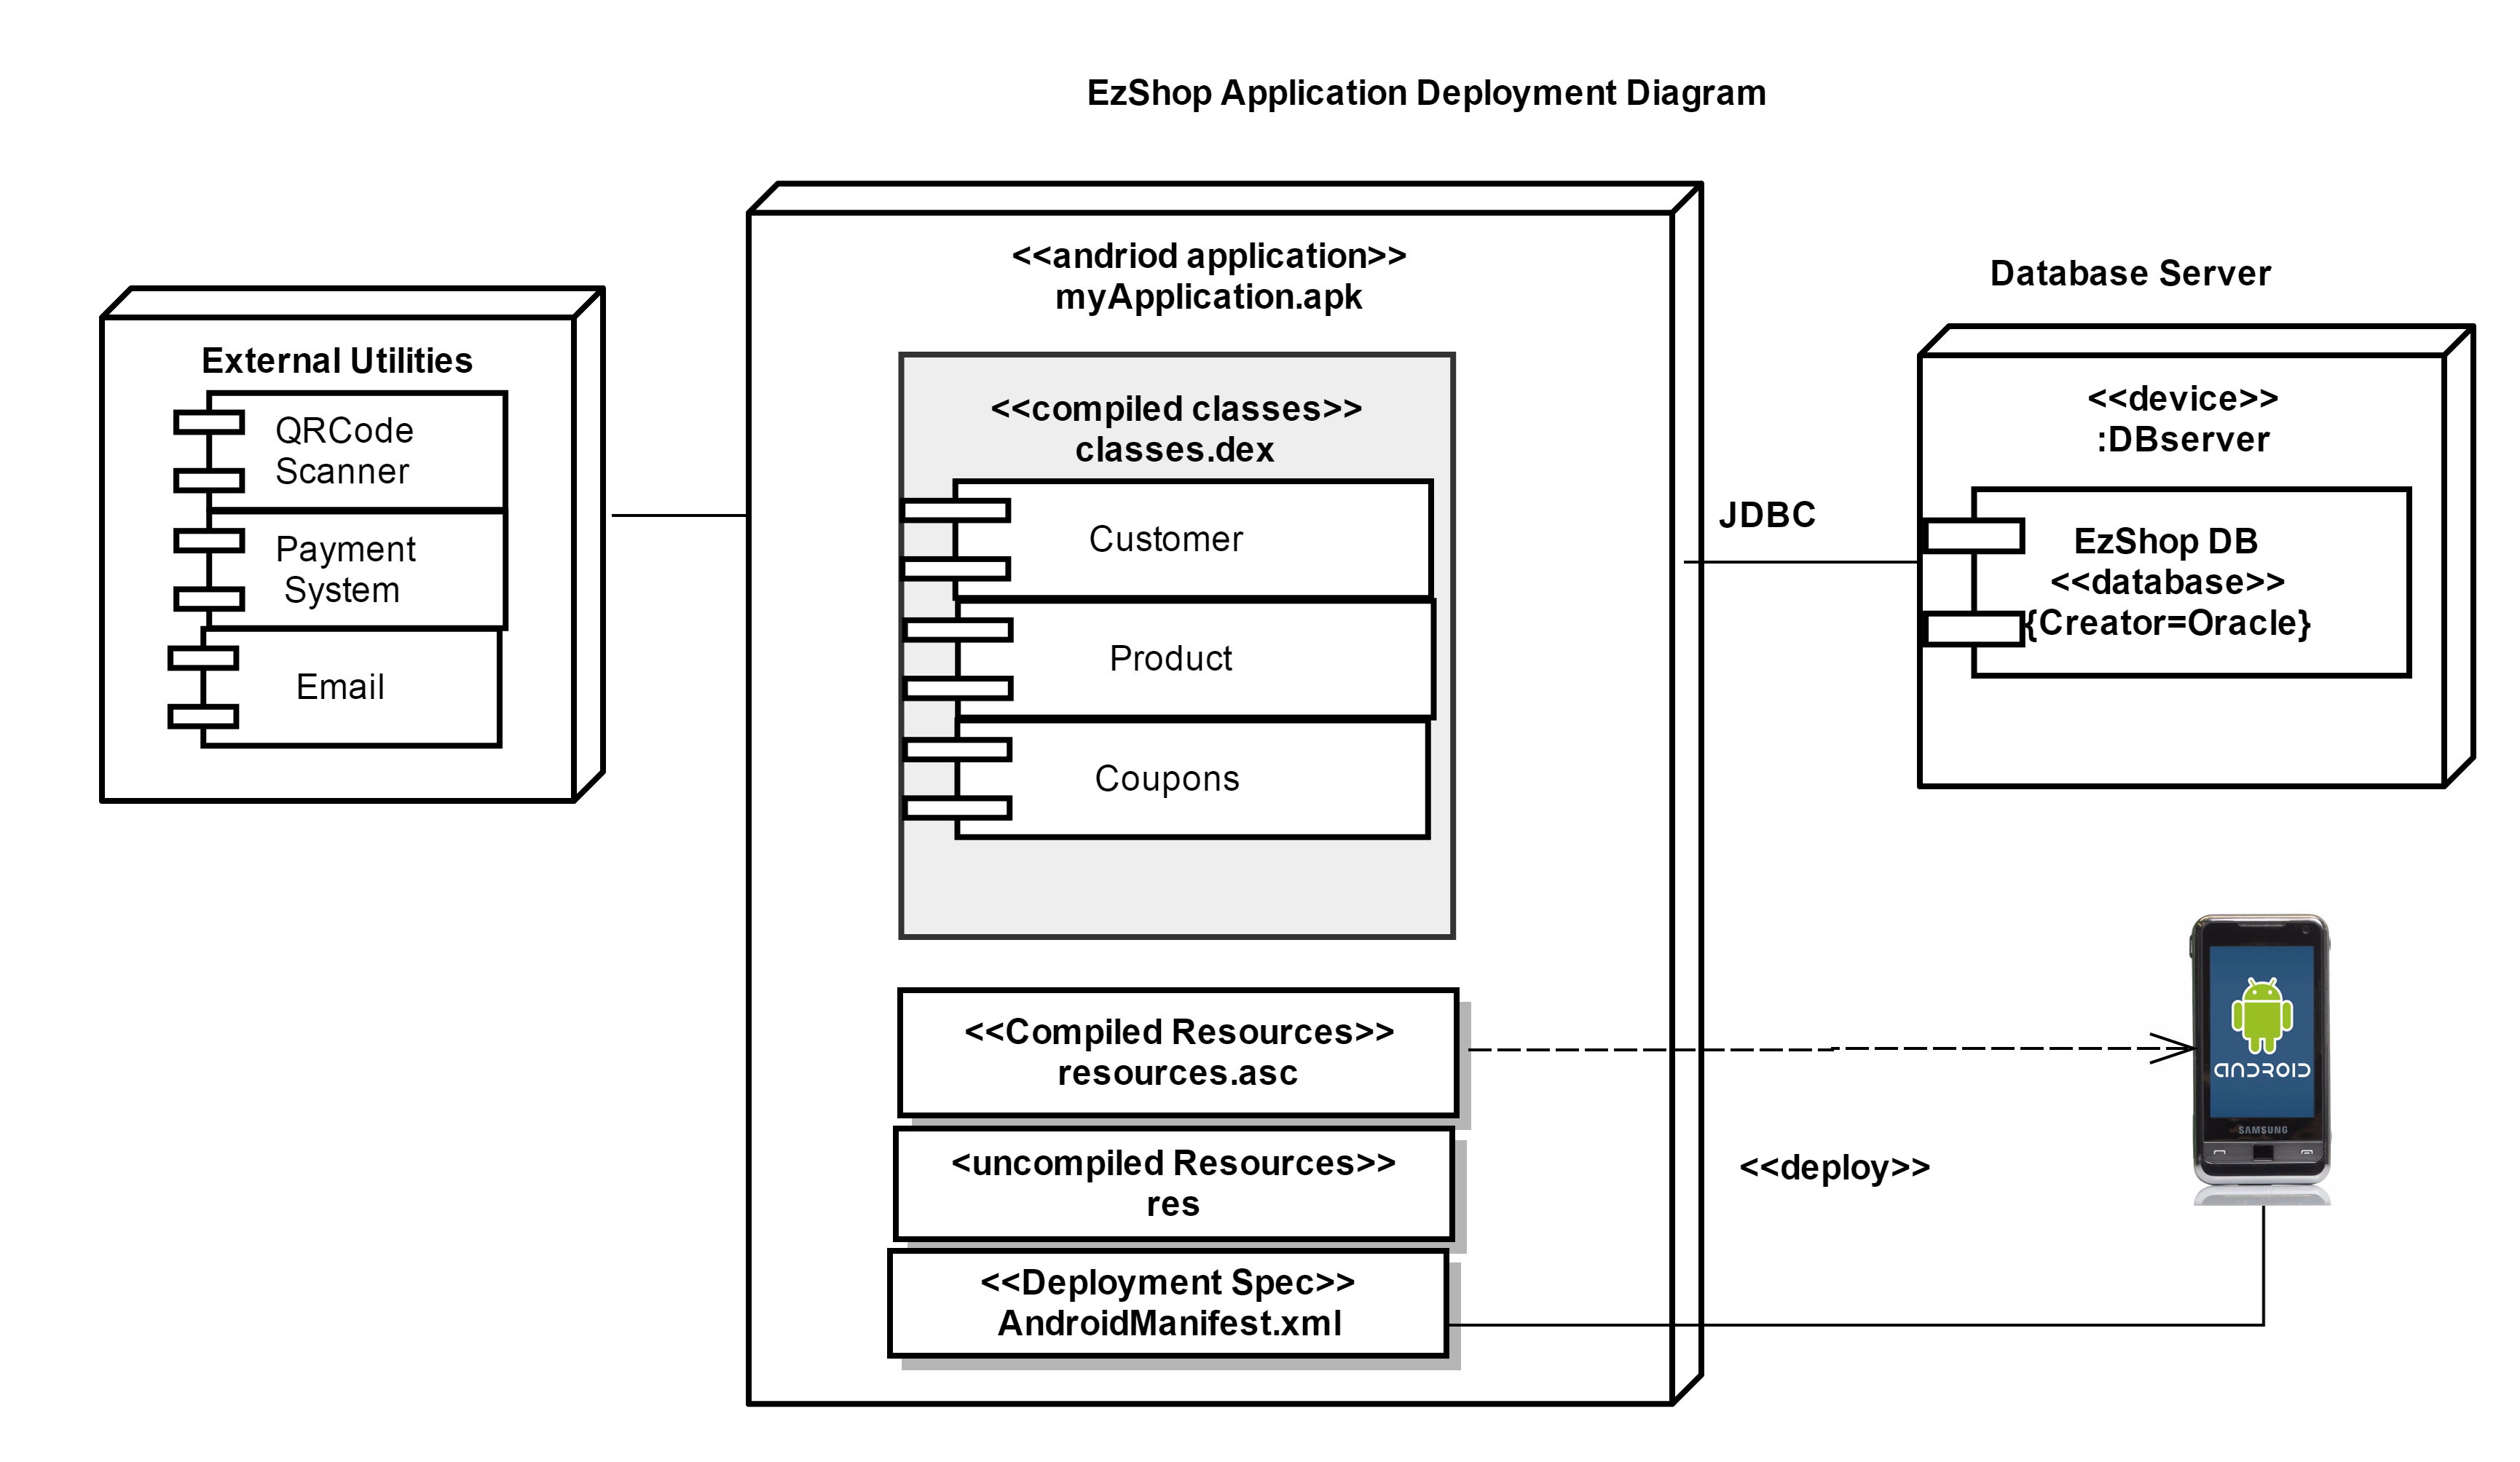 EzShop Application Deployment Diagram
External Utilities
QRCode
Scanner
Payment
System
Email
<<andriod application>>
myApplication.apk
<<compiled classes>>
classes.dex
Customer
Product
Coupons
<<Compiled Resources>>
resources.asc
<uncompiled Resources>>
res
<<Deployment Spec>>
AndroidManifest.xml
JDBC
Database Server
<<device>>
:DBserver
EzShop DB
<<database>>
{Creator=Oracle}
<<deploy>>
ANDROID
SAMSUNG